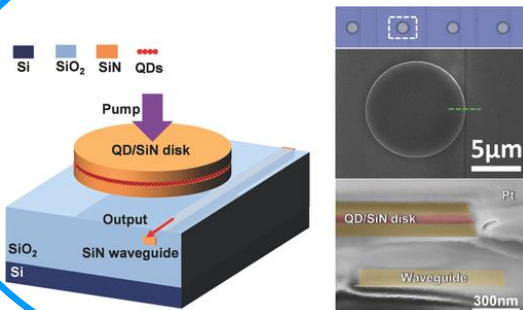 Si SiO2 SiN QDs
Pump
QD/SiN disk
Output
SiN waveguide
SiO2
Si
5μm
Pt
QD/SiN disk
Waveguide
300nm